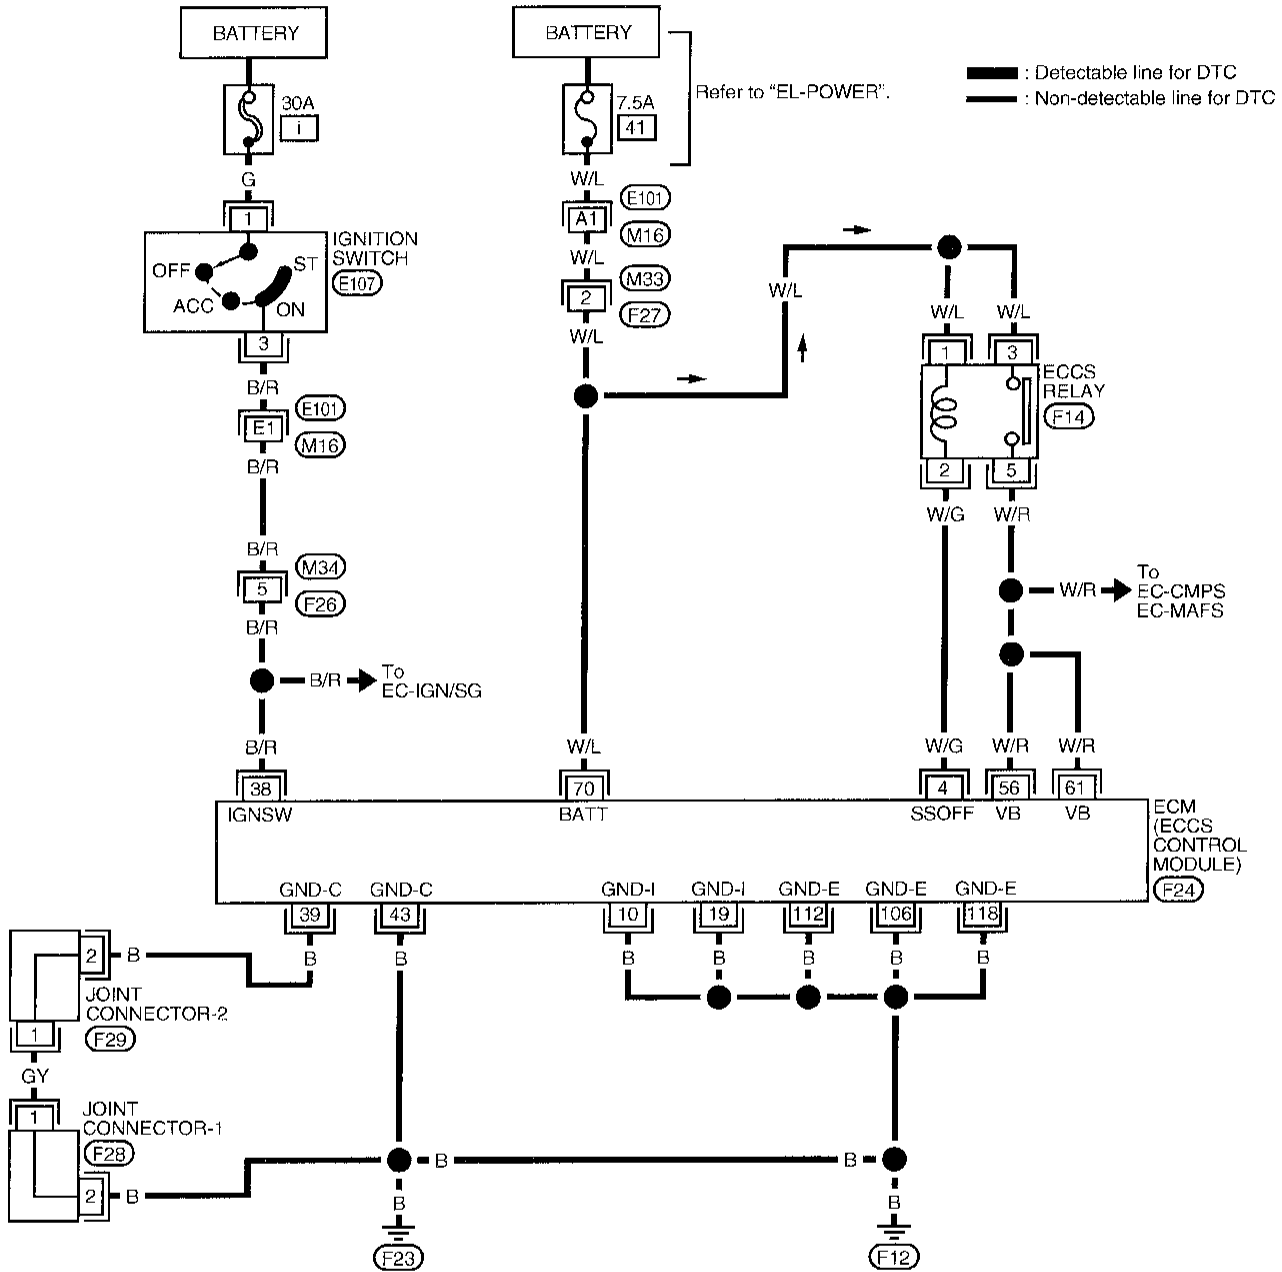 BATTERY
BATTERY
30A
i
7.5A
41
Refer to "EL-POWER".
: Detectable line for DTC
: Non-detectable line for DTC
G
W/L
1
A1
E101
M16
IGNITION
SWITCH
E107
OFF
ST
ACC
ON
3
W/L
2
M33
F27
W/L
W/L
W/L
W/L
1
3
ECCS
RELAY
F14
2
5
B/R
E1
E101
M16
B/R
W/G
W/R
B/R
5
M34
F26
B/R
W/R
To
EC-CMPS
EC-MAFS
B/R
To
EC-IGN/SG
B/R
W/L
W/G
W/R
W/R
38
70
4
56
61
IGNSW
BATT
SSOFF
VB
VB
ECM
(ECCS
CONTROL
MODULE)
F24
GND-C
GND-C
GND-I
GND-I
GND-E
GND-E
GND-E
39
43
10
19
112
106
118
2
B
B
B
B
B
B
B
B
JOINT
CONNECTOR-2
F29
1
GY
1
JOINT
CONNECTOR-1
F28
2
B
B
B
B
B
F23
F12